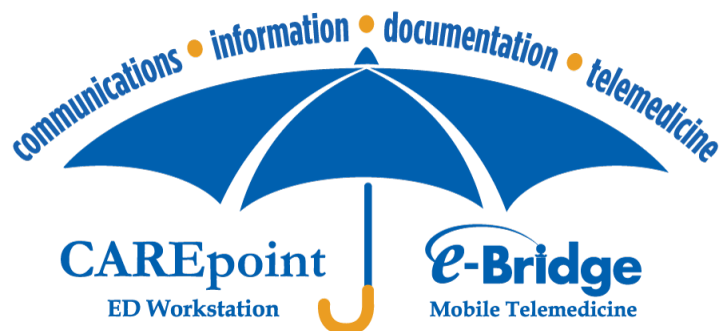 communications • information • documentation • telemedicine
CAREpoint
ED Workstation
e-Bridge
Mobile Telemedicine